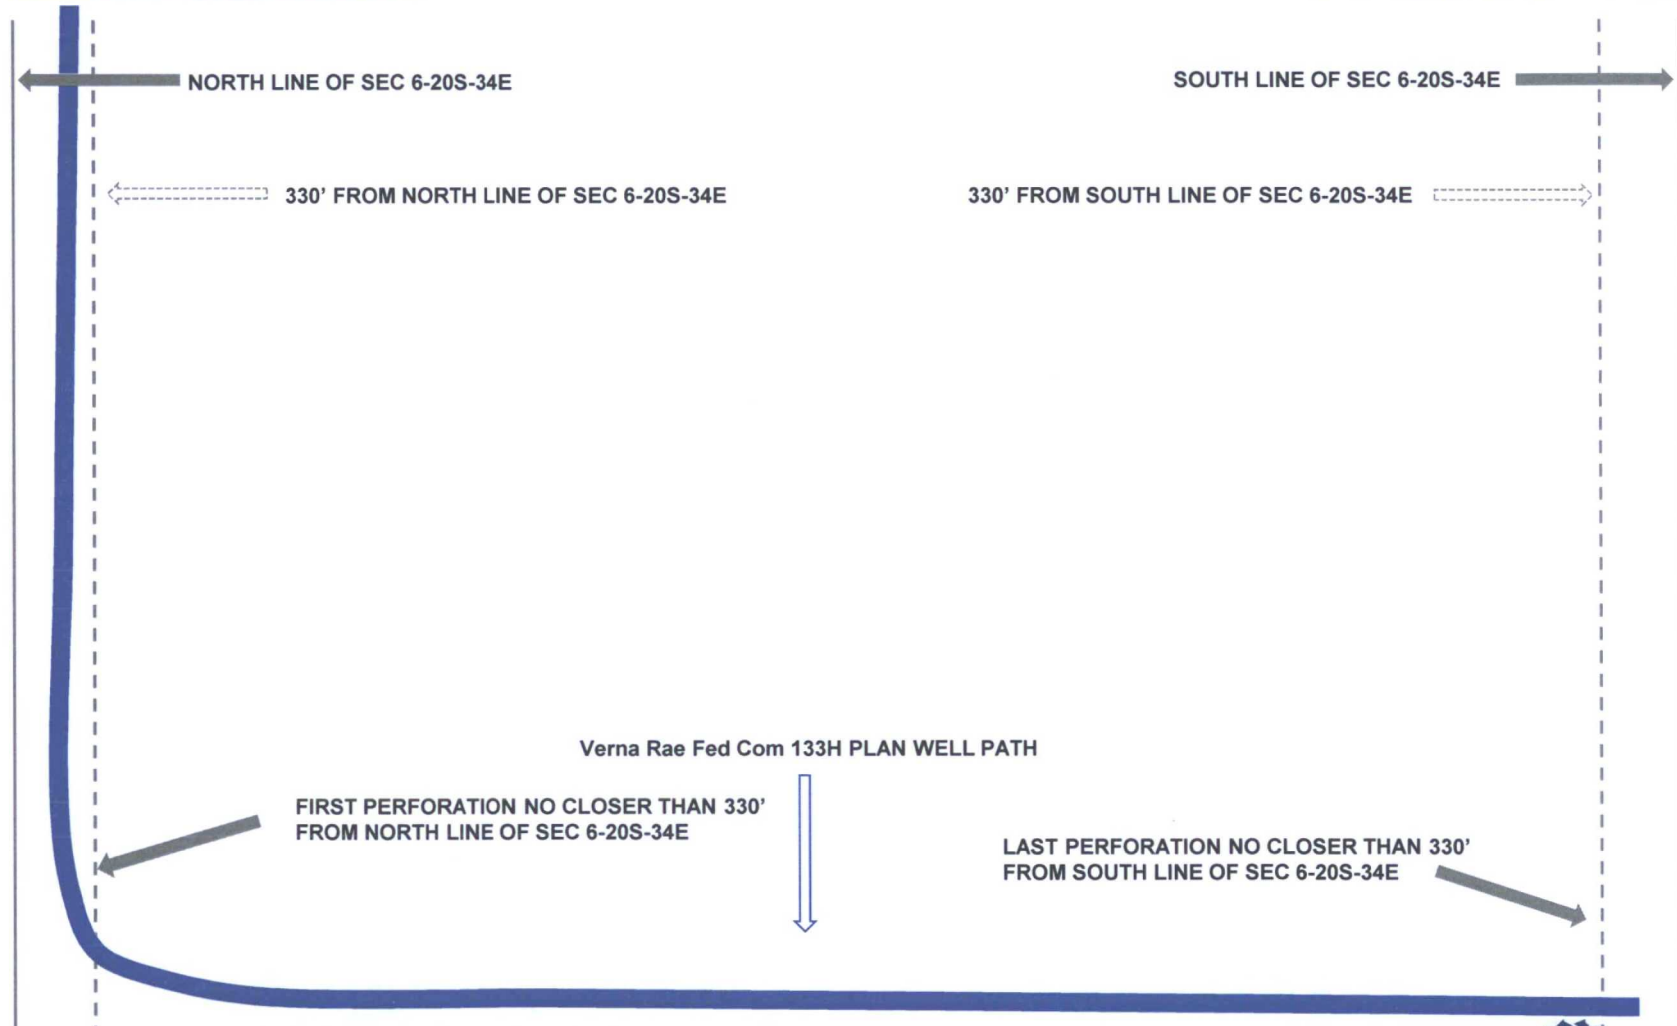 NORTH LINE OF SEC 6-20S-34E
SOUTH LINE OF SEC 6-20S-34E
330' FROM NORTH LINE OF SEC 6-20S-34E
330' FROM SOUTH LINE OF SEC 6-20S-34E
Verna Rae Fed Com 133H PLAN WELL PATH
FIRST PERFORATION NO CLOSER THAN 330'
FROM NORTH LINE OF SEC 6-20S-34E
LAST PERFORATION NO CLOSER THAN 330'
FROM SOUTH LINE OF SEC 6-20S-34E